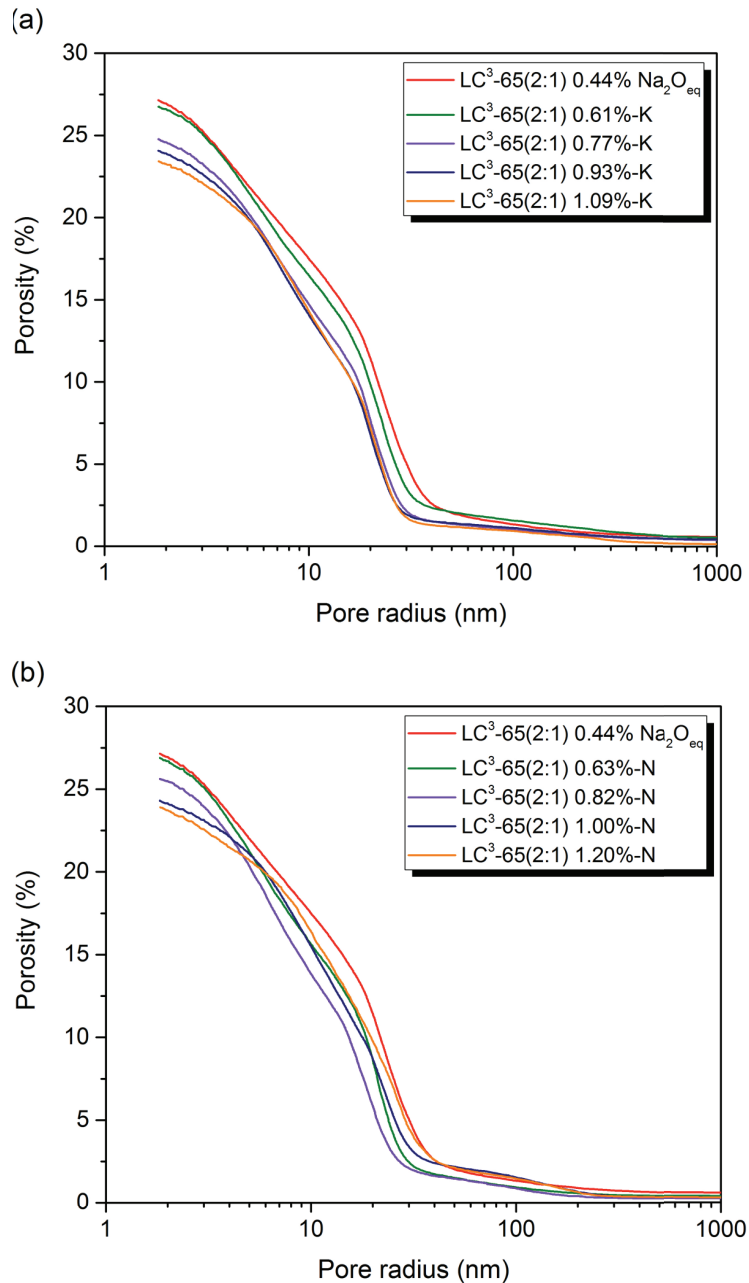 (a)
30
25
20
15
10
5
0
Porosity (%)
LC³-65(2:1) 0.44% Na₂Oeq
LC³-65(2:1) 0.61%-K
LC³-65(2:1) 0.77%-K
LC³-65(2:1) 0.93%-K
LC³-65(2:1) 1.09%-K
1 10 100 1000
Pore radius (nm)
(b)
30
25
20
15
10
5
0
Porosity (%)
LC³-65(2:1) 0.44% Na₂Oeq
LC³-65(2:1) 0.63%-N
LC³-65(2:1) 0.82%-N
LC³-65(2:1) 1.00%-N
LC³-65(2:1) 1.20%-N
1 10 100 1000
Pore radius (nm)